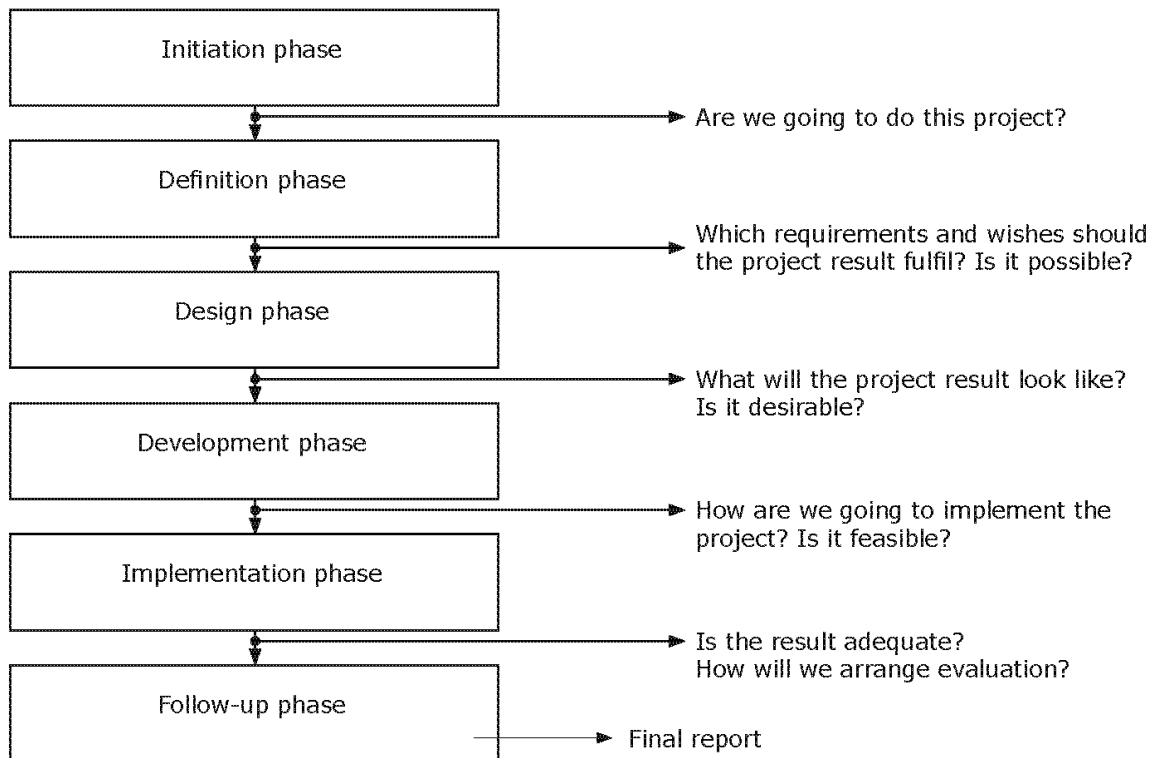 Initiation phase
Are we going to do this project?
Definition phase
Which requirements and wishes should
the project result fulfil? Is it possible?
Design phase
What will the project result look like?
Is it desirable?
Development phase
How are we going to implement the
project? Is it feasible?
Implementation phase
Is the result adequate?
How will we arrange evaluation?
Follow-up phase
Final report